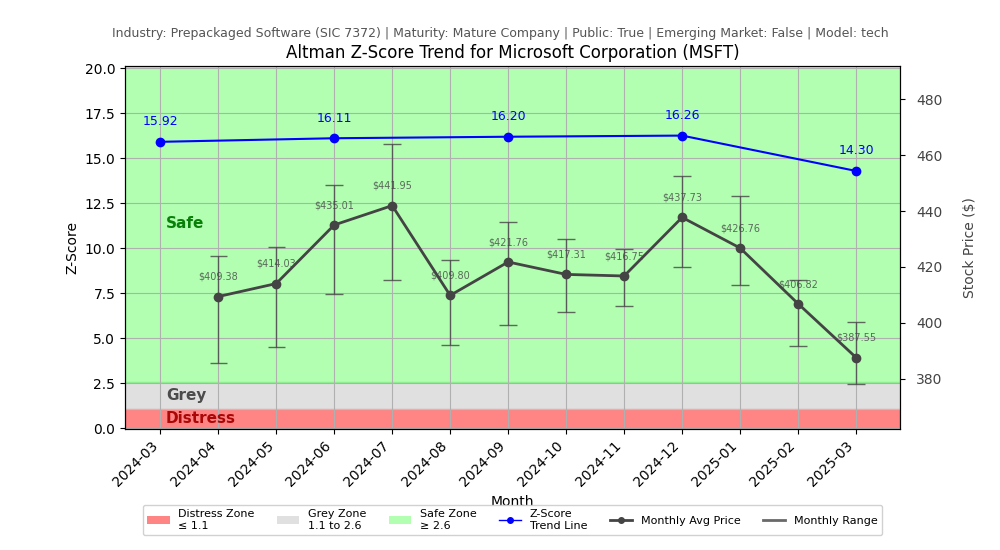 Industry: Prepackaged Software (SIC 7372) | Maturity: Mature Company | Public: True | Emerging Market: False | Model: tech
Altman Z-Score Trend for Microsoft Corporation (MSFT)
20.0
17.5
15.0
12.5
10.0
7.5
5.0
2.5
0.0
Z-Score
15.92
16.11
16.20
16.26
14.30
$409.38
$414.03
$435.01
$441.95
$409.80
$421.76
$417.31
$416.75
$437.73
$426.76
$406.82
$387.55
Safe
Grey
Distress
480
460
440
420
400
380
Stock Price ($)
2024-03
2024-04
2024-05
2024-06
2024-07
2024-08
2024-09
2024-10
2024-11
2024-12
2025-01
2025-02
2025-03
Month
Distress Zone
≤ 1.1
Grey Zone
1.1 to 2.6
Safe Zone
≥ 2.6
Z-Score
Trend Line
Monthly Avg Price
Monthly Range